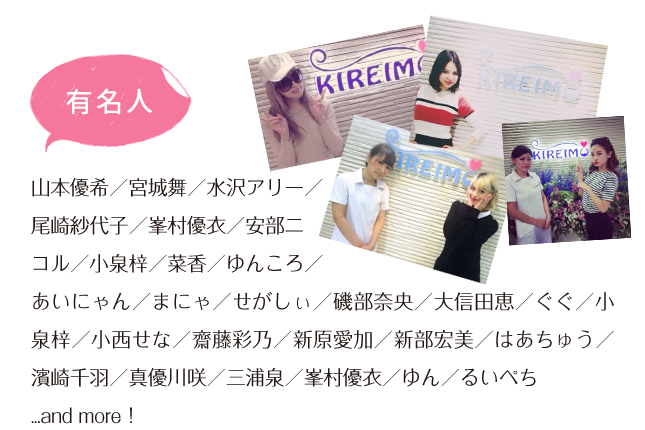 有名人
KIREIMO
KIREIMO
KIREIMO
KIREIMO
山本優希／宮城舞／水沢アリー／
尾崎紗代子／峯村優衣／安部ニ
コル／小泉梓／菜香／ゆんころ／
あいにゃん／まにゃ／せがしぃ／磯部奈央／大信田恵／ぐぐ／小
泉梓／小西せな／齋藤彩乃／新原愛加／新部宏美／はあちゅう／
濱崎千羽／真優川咲／三浦泉／峯村優衣／ゆん／るいぺち
...and more！